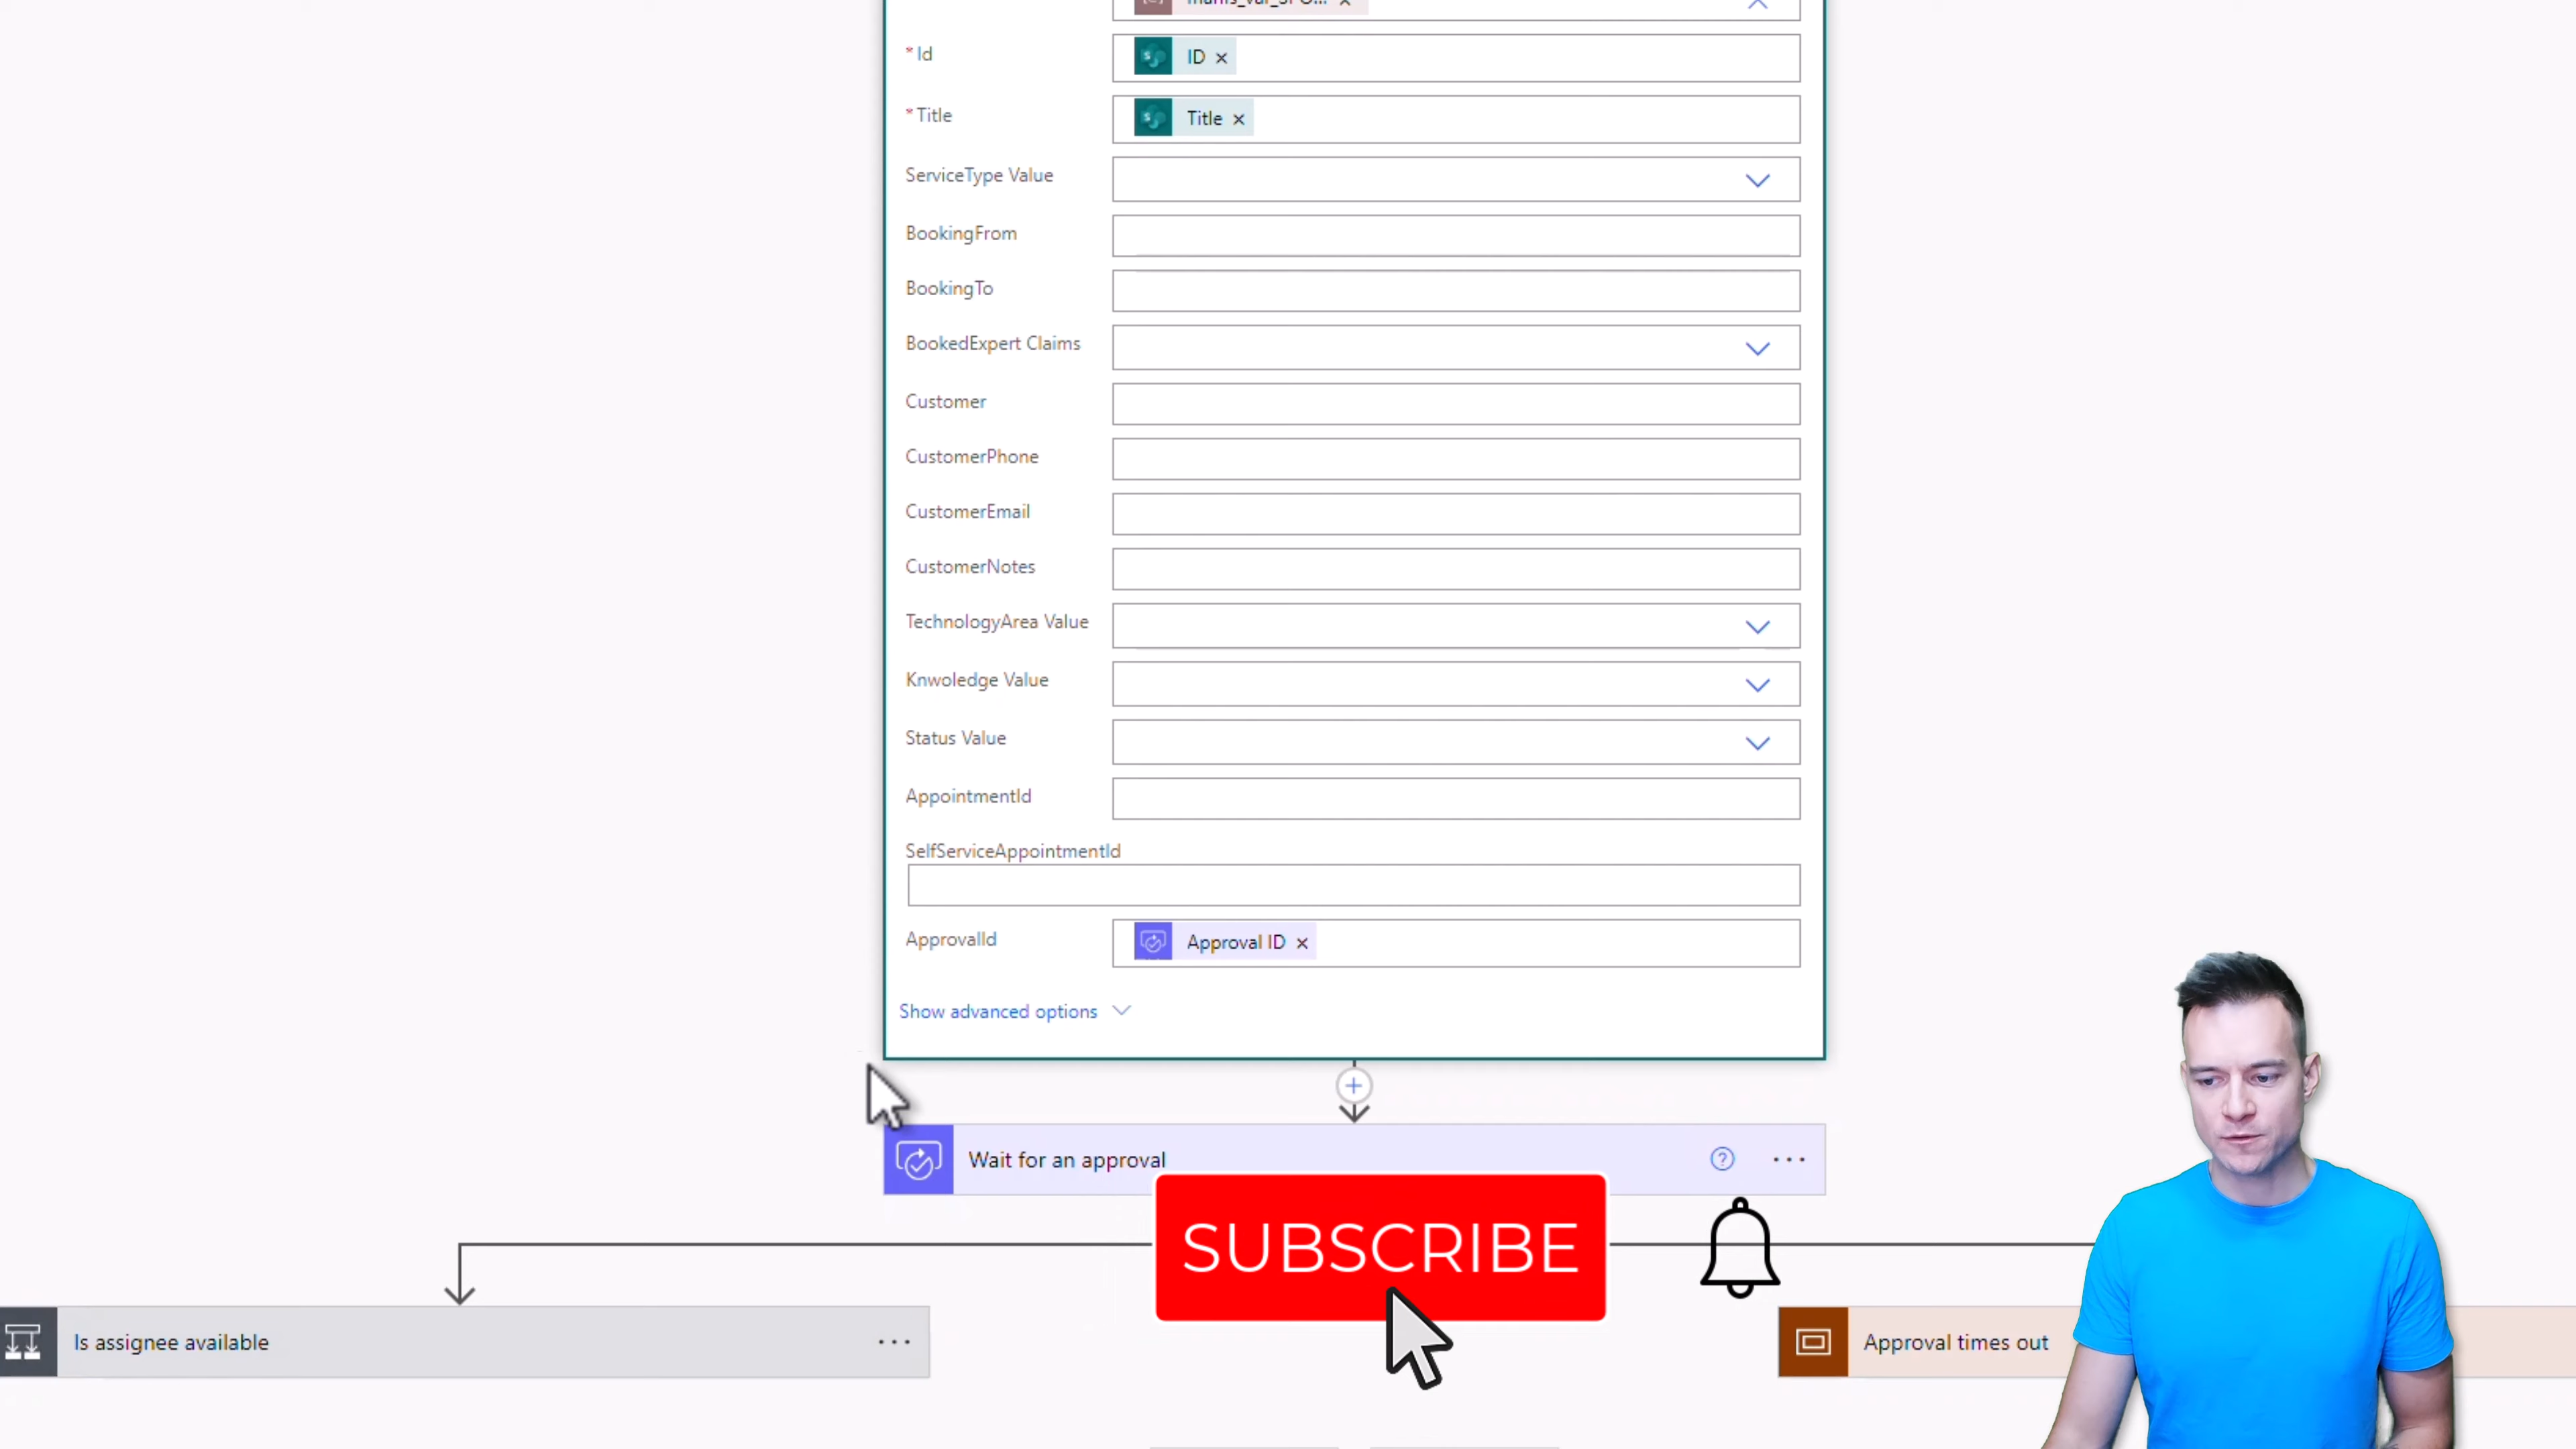 * Id
ID ×
* Title
Title ×
ServiceType Value
BookingFrom
BookingTo
BookedExpert Claims
Customer
CustomerPhone
CustomerEmail
CustomerNotes
TechnologyArea Value
Knwoledge Value
Status Value
AppointmentId
SelfServiceAppointmentId
ApprovalId
Approval ID ×
Show advanced options
Wait for an approval
SUBSCRIBE
Is assignee available
Approval times out